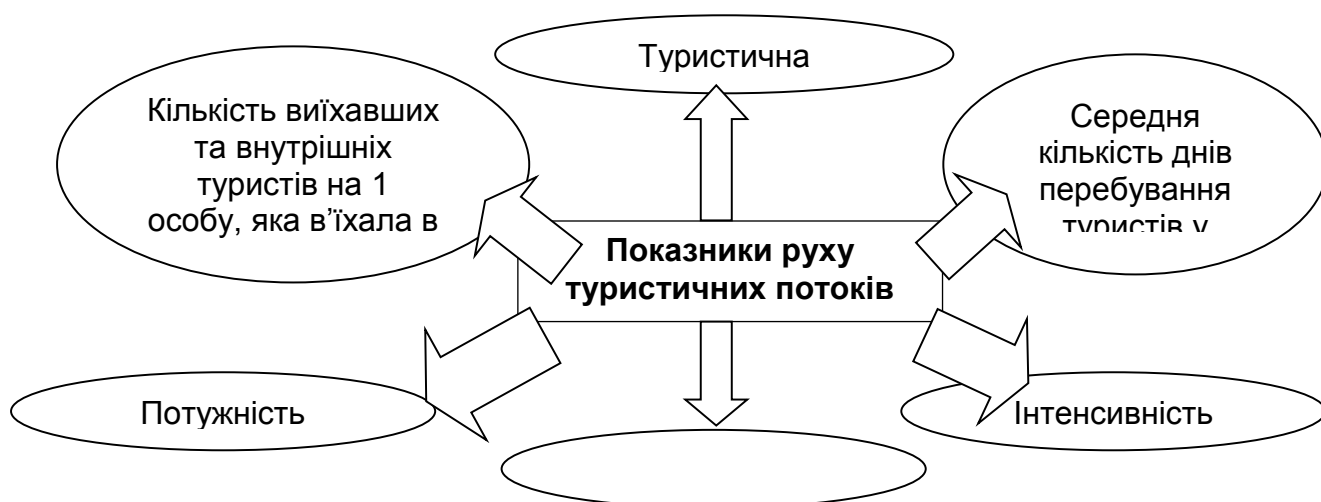 Туристична
Кількість виїхавших
та внутрішніх
туристів на 1
особу, яка в’їхала в
Середня
кількість днів
перебування
туристів у
Показники руху
туристичних потоків
Потужність
Інтенсивність